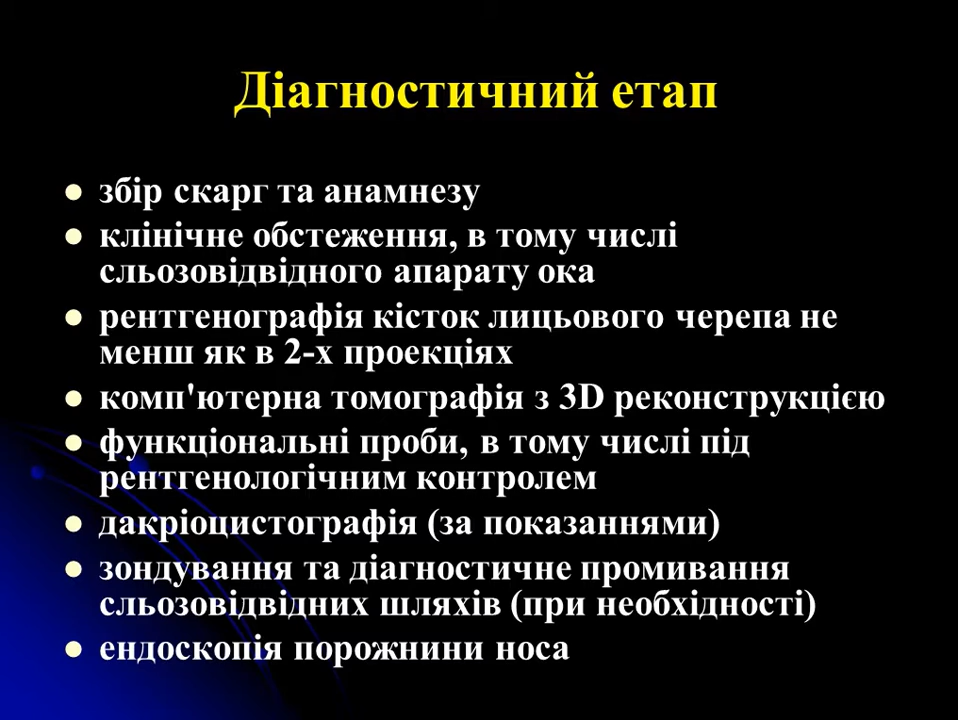 Діагностичний етап
збір скарг та анамнезу
клінічне обстеження, в тому числі
сльозовідвідного апарату ока
рентгенографія кісток лицьового черепа не
менш як в 2-х проекціях
комп'ютерна томографія з 3D реконструкцією
функціональні проби, в тому числі під
рентгенологічним контролем
дакріоцистографія (за показаннями)
зондування та діагностичне промивання
сльозовідвідних шляхів (при необхідності)
ендоскопія порожнини носа